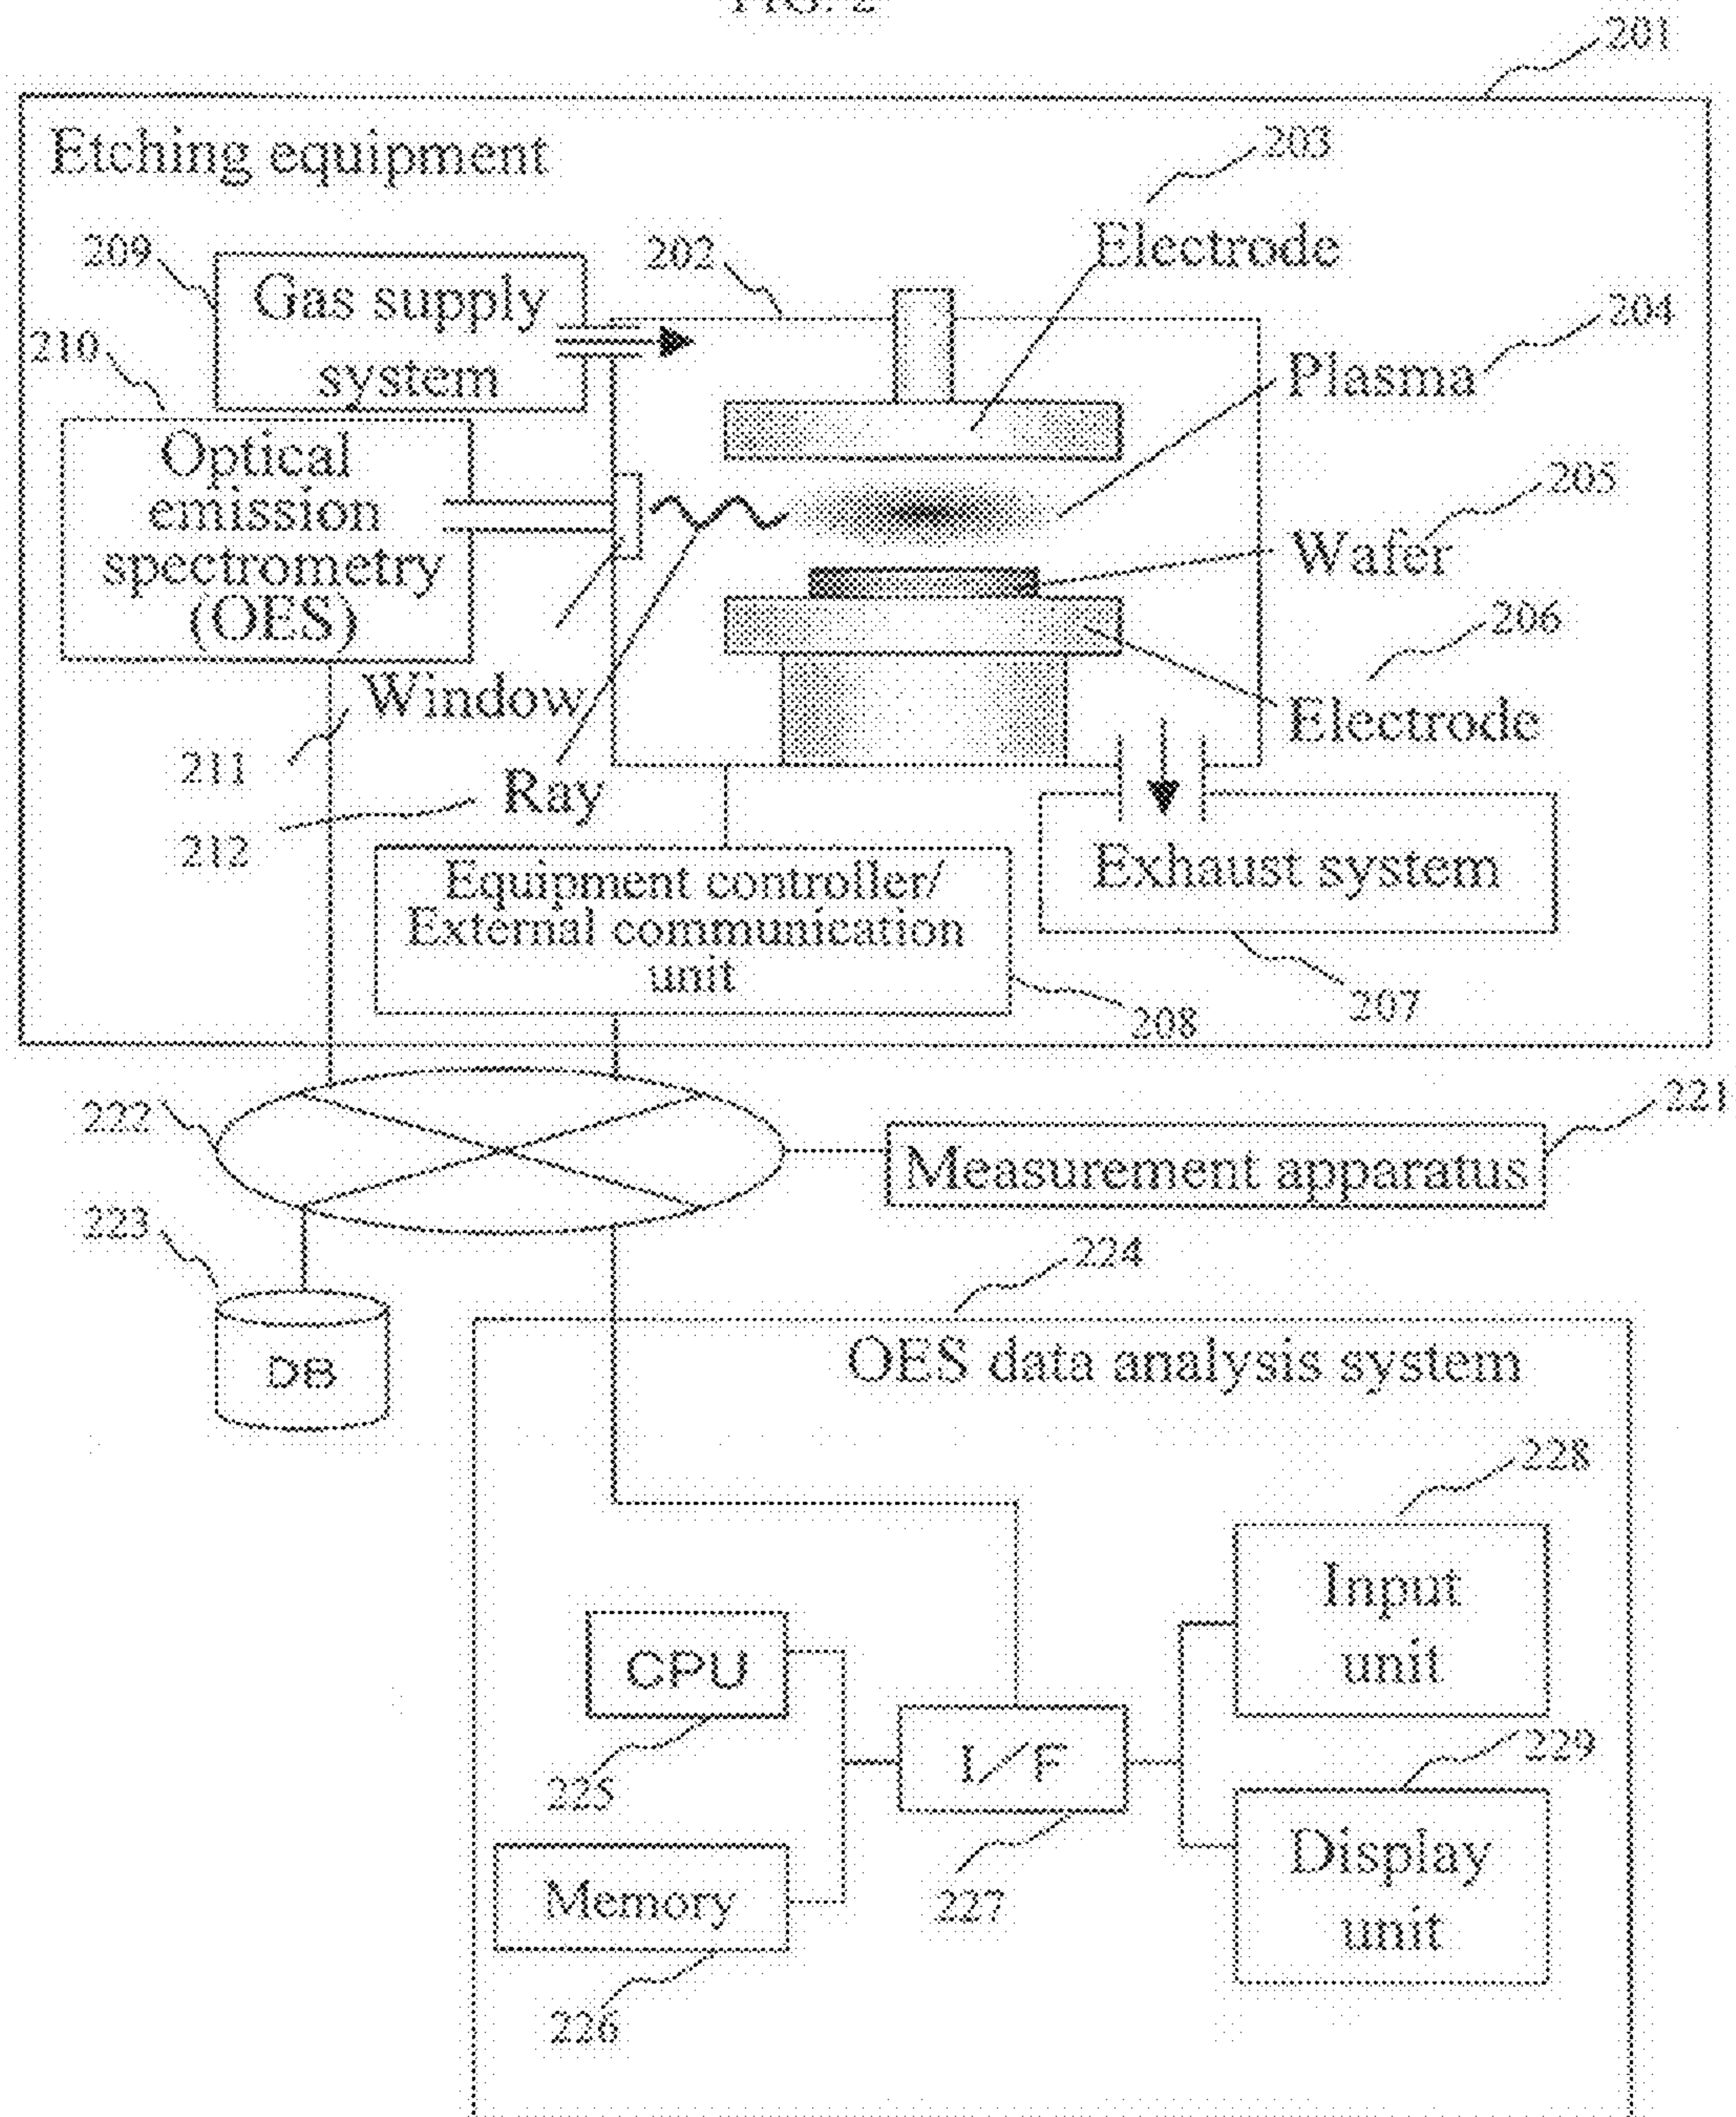 FIG. 2
201
Etching equipment
203
209
202
Electrode
Gas supply
system
204
210
Plasma
Optical
emission
spectrometry
(OES)
205
Wafer
206
Window
Electrode
211
Ray
212
Equipment controller/
External communication
unit
Exhaust system
207
208
222
221
Measurement apparatus
223
224
DB
OES data analysis system
228
Input
unit
CPU
225
I/F
229
Display
unit
Memory
227
226